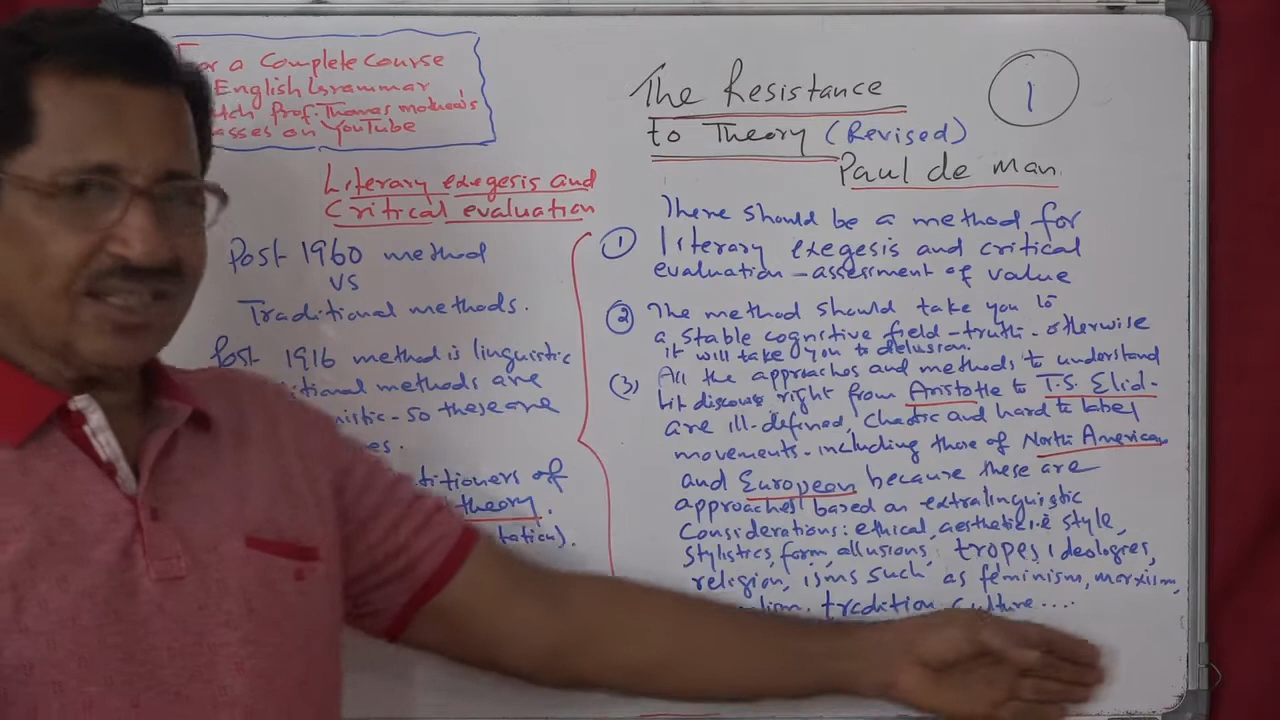 For a Complete Course
English Grammar
Prof. Thomas Mathew's
on YouTube
Literary exegesis and
Critical evaluation
Post 1960 method
VS
Traditional methods.
Post 1916 method is linguistic
methods are
so these are
of
theory.
The Resistance
to Theory (Revised)
Paul de Man.
1
① There should be a method for
literary exegesis and critical
evaluation - assessment of value
② The method should take you to
a stable cognitive field - truth - otherwise
it will take you to delusion.
③ All the approaches and methods to understand
lit discourse right from Aristotle to T.S. Eliot-
are ill-defined, chaotic and hard to label
movements - including those of North American
and European because these are
approaches based on extralinguistic
Considerations: ethical, aesthetic i.e style,
stylistics, form, allusions, tropes, ideologies,
religion, isms such as feminism, marxism,
tradition, culture....